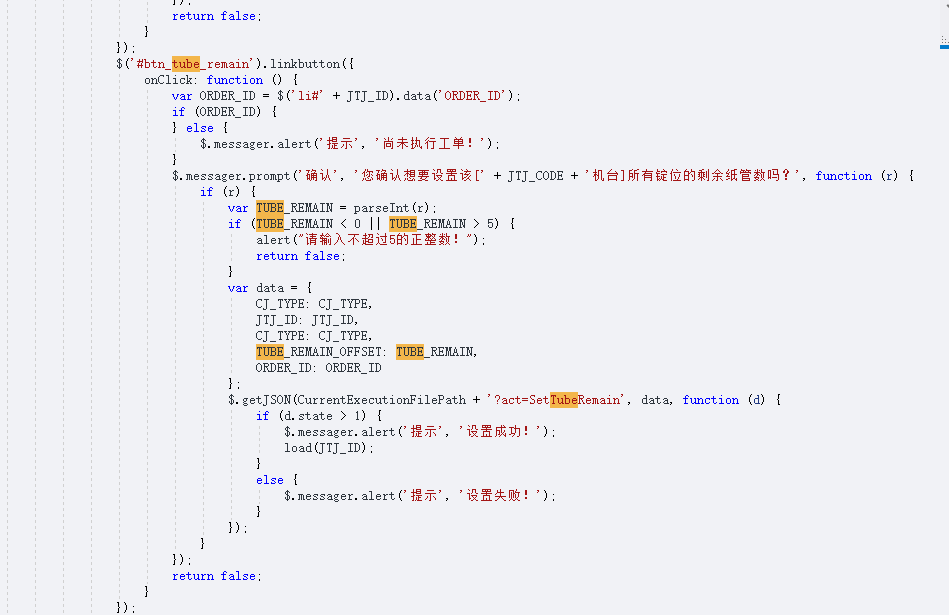 });
return false;
}
});
$('#btn_tube_remain').linkbutton({
onClick: function () {
var ORDER_ID = $('li#' + JTJ_ID).data('ORDER_ID');
if (ORDER_ID) {
} else {
$.messager.alert('提示', '尚未执行工单!');
}
$.messager.prompt('确认', '您确认想要设置该[' + JTJ_CODE + '机台]所有锭位的剩余纸管数吗?', function (r) {
if (r) {
var TUBE_REMAIN = parseInt(r);
if (TUBE_REMAIN < 0 || TUBE_REMAIN > 5) {
alert("请输入不超过5的正整数!");
return false;
}
var data = {
CJ_TYPE: CJ_TYPE,
JTJ_ID: JTJ_ID,
CJ_TYPE: CJ_TYPE,
TUBE_REMAIN_OFFSET: TUBE_REMAIN,
ORDER_ID: ORDER_ID
};
$.getJSON(CurrentExecutionFilePath + '?act=SetTubeRemain', data, function (d) {
if (d.state > 1) {
$.messager.alert('提示', '设置成功!');
load(JTJ_ID);
}
else {
$.messager.alert('提示', '设置失败!');
}
});
}
});
return false;
}
});